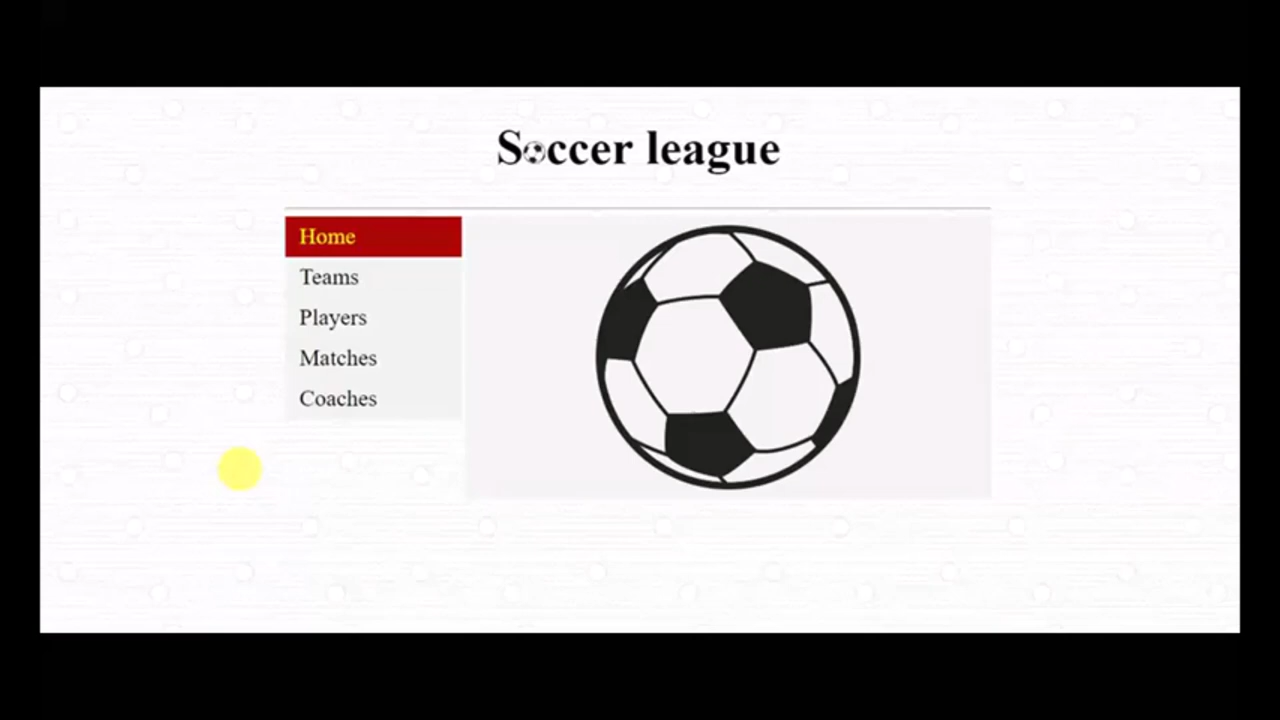 Soccer league
Home
Teams
Players
Matches
Coaches